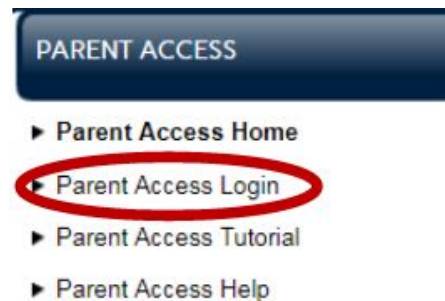 PARENT ACCESS
Parent Access Home
Parent Access Login
Parent Access Tutorial
Parent Access Help